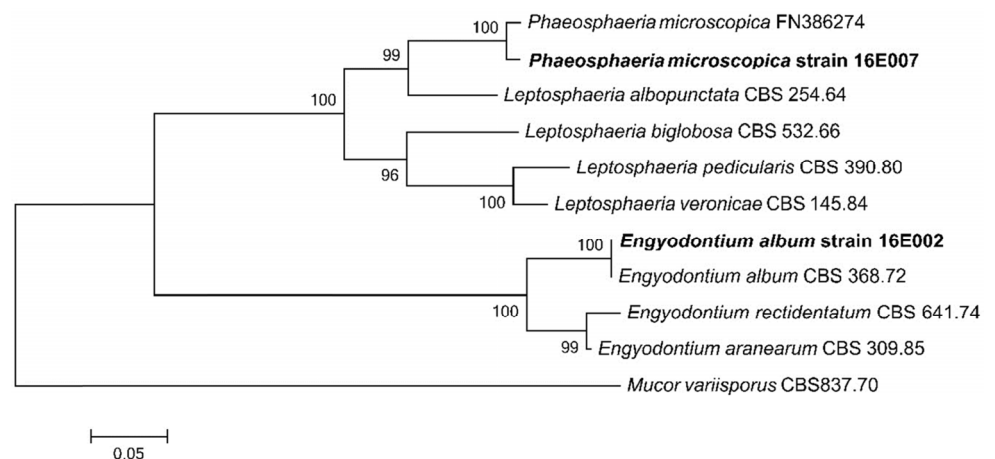 100 Phaeosphaeria microscopica FN386274
99 Phaeosphaeria microscopica strain 16E007
100 Leptosphaeria albopunctata CBS 254.64
Leptosphaeria biglobosa CBS 532.66
96 Leptosphaeria pedicularis CBS 390.80
100 Leptosphaeria veronicae CBS 145.84
100 Engyodontium album strain 16E002
Engyodontium album CBS 368.72
100 Engyodontium rectidentatum CBS 641.74
99 Engyodontium aranearum CBS 309.85
Mucor variisporus CBS837.70
0.05